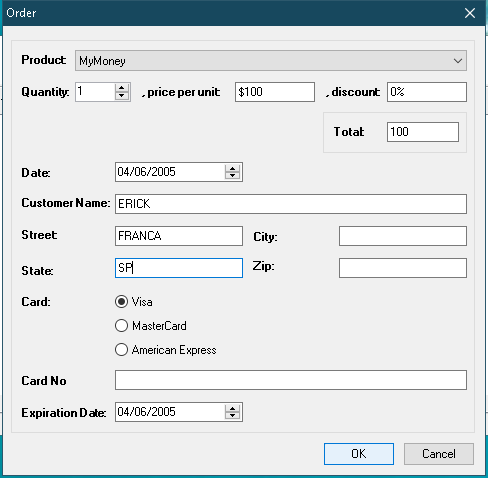 Order
Product: MyMoney
Quantity: 1 , price per unit: $100 , discount: 0%
Total: 100
Date: 04/06/2005
Customer Name: ERICK
Street: FRANCA City:
State: SP Zip:
Card: Visa
MasterCard
American Express
Card No
Expiration Date: 04/06/2005
OK Cancel